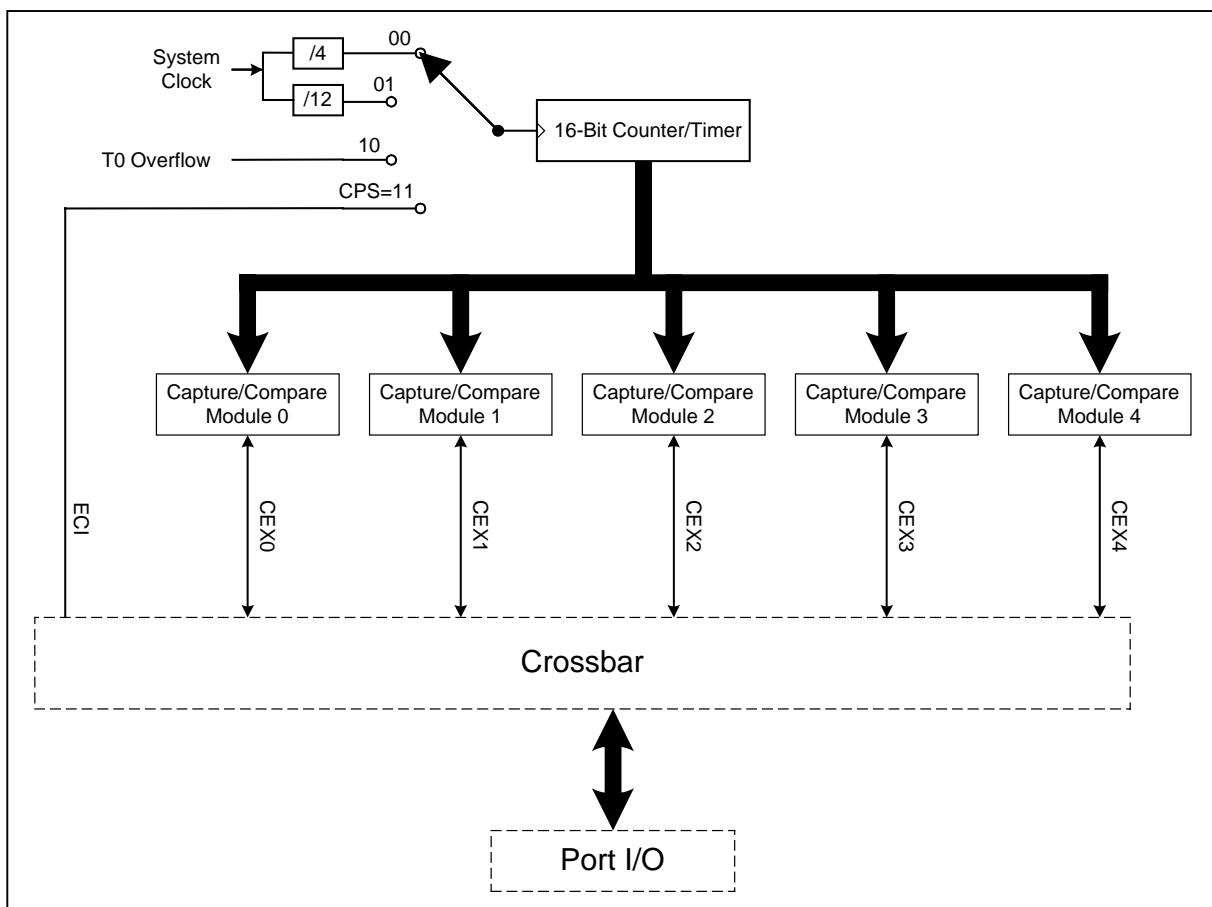 System
Clock
/4
00
/12
01
16-Bit Counter/Timer
T0 Overflow
10
CPS=11
Capture/Compare
Module 0
Capture/Compare
Module 1
Capture/Compare
Module 2
Capture/Compare
Module 3
Capture/Compare
Module 4
ECI
CEX0
CEX1
CEX2
CEX3
CEX4
Crossbar
Port I/O